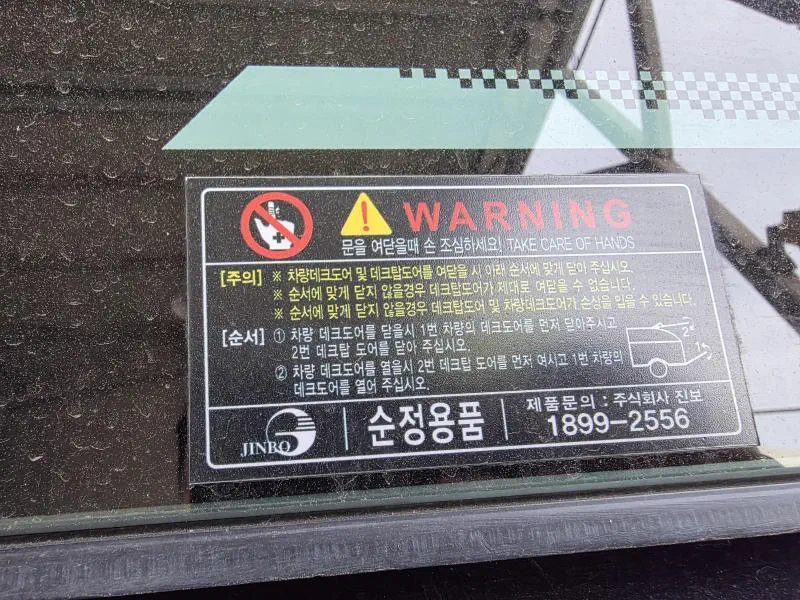 WARNING
문을 여닫을때 손 조심하세요! TAKE CARE OF HANDS
[주의] ※ 차량데크도어 및 데크탑도어를 여닫을 시 아래 순서에 맞게 닫아 주십시오.
※ 순서에 맞게 닫지 않을경우 데크탑도어가 제대로 여닫을 수 없습니다.
※ 순서에 맞게 닫지 않을경우 데크탑도어 및 차량데크도어가 손상을 입을 수 있습니다.
[순서] ① 차량 데크도어를 닫을시 1번 차량의 데크도어를 먼저 닫아주시고
2번 데크탑 도어를 닫아 주십시오.
② 차량 데크도어를 열을시 2번 데크탑 도어를 먼저 여시고 1번 차량의
데크도어를 열어 주십시오.
2
1
JINBO
순정용품
제품문의 : 주식회사 진보
1899-2556